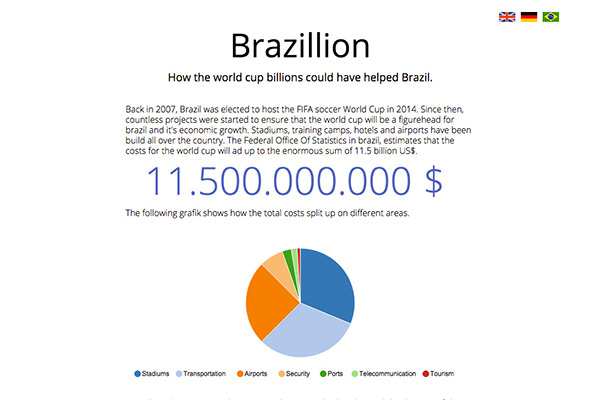 Brazillion
How the world cup billions could have helped Brazil.
Back in 2007, Brazil was elected to host the FIFA soccer World Cup in 2014. Since then,
countless projects were started to ensure that the world cup will be a figurehead for
brazil and it's economic growth. Stadiums, training camps, hotels and airports have been
build all over the country. The Federal Office Of Statistics in brazil, estimates that the
costs for the world cup will ad up to the enormous sum of 11.5 billion US$.
11.500.000.000 $
The following grafik shows how the total costs split up on different areas.
Stadiums Transportation Airports Security Ports Telecommunication Tourism